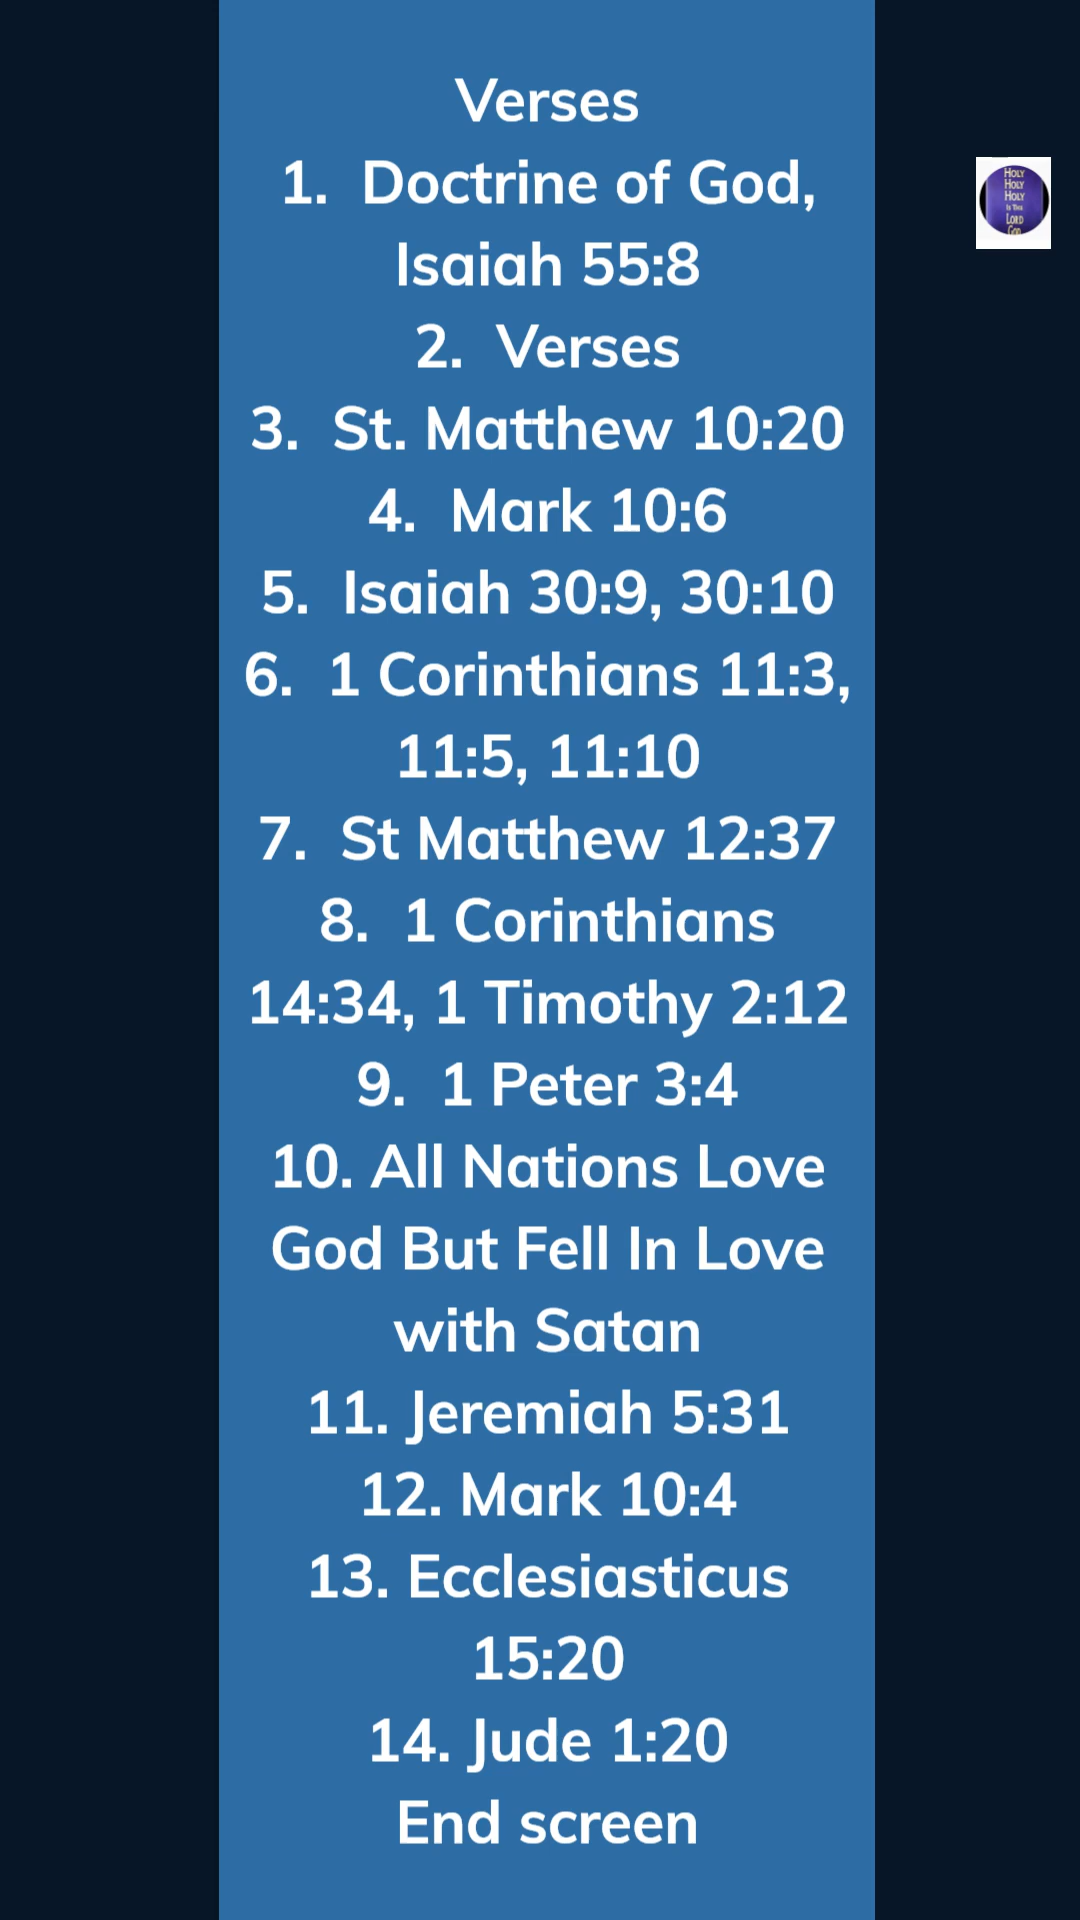 Verses
1.  Doctrine of God,
Isaiah 55:8
2.  Verses
3.  St. Matthew 10:20
4.  Mark 10:6
5.  Isaiah 30:9, 30:10
6.  1 Corinthians 11:3,
11:5, 11:10
7.  St Matthew 12:37
8.  1 Corinthians
14:34, 1 Timothy 2:12
9.  1 Peter 3:4
10. All Nations Love
God But Fell In Love
with Satan
11. Jeremiah 5:31
12. Mark 10:4
13. Ecclesiasticus
15:20
14. Jude 1:20
End screen
HOLY
HOLY
HOLY
IS THE
LORD
GOD